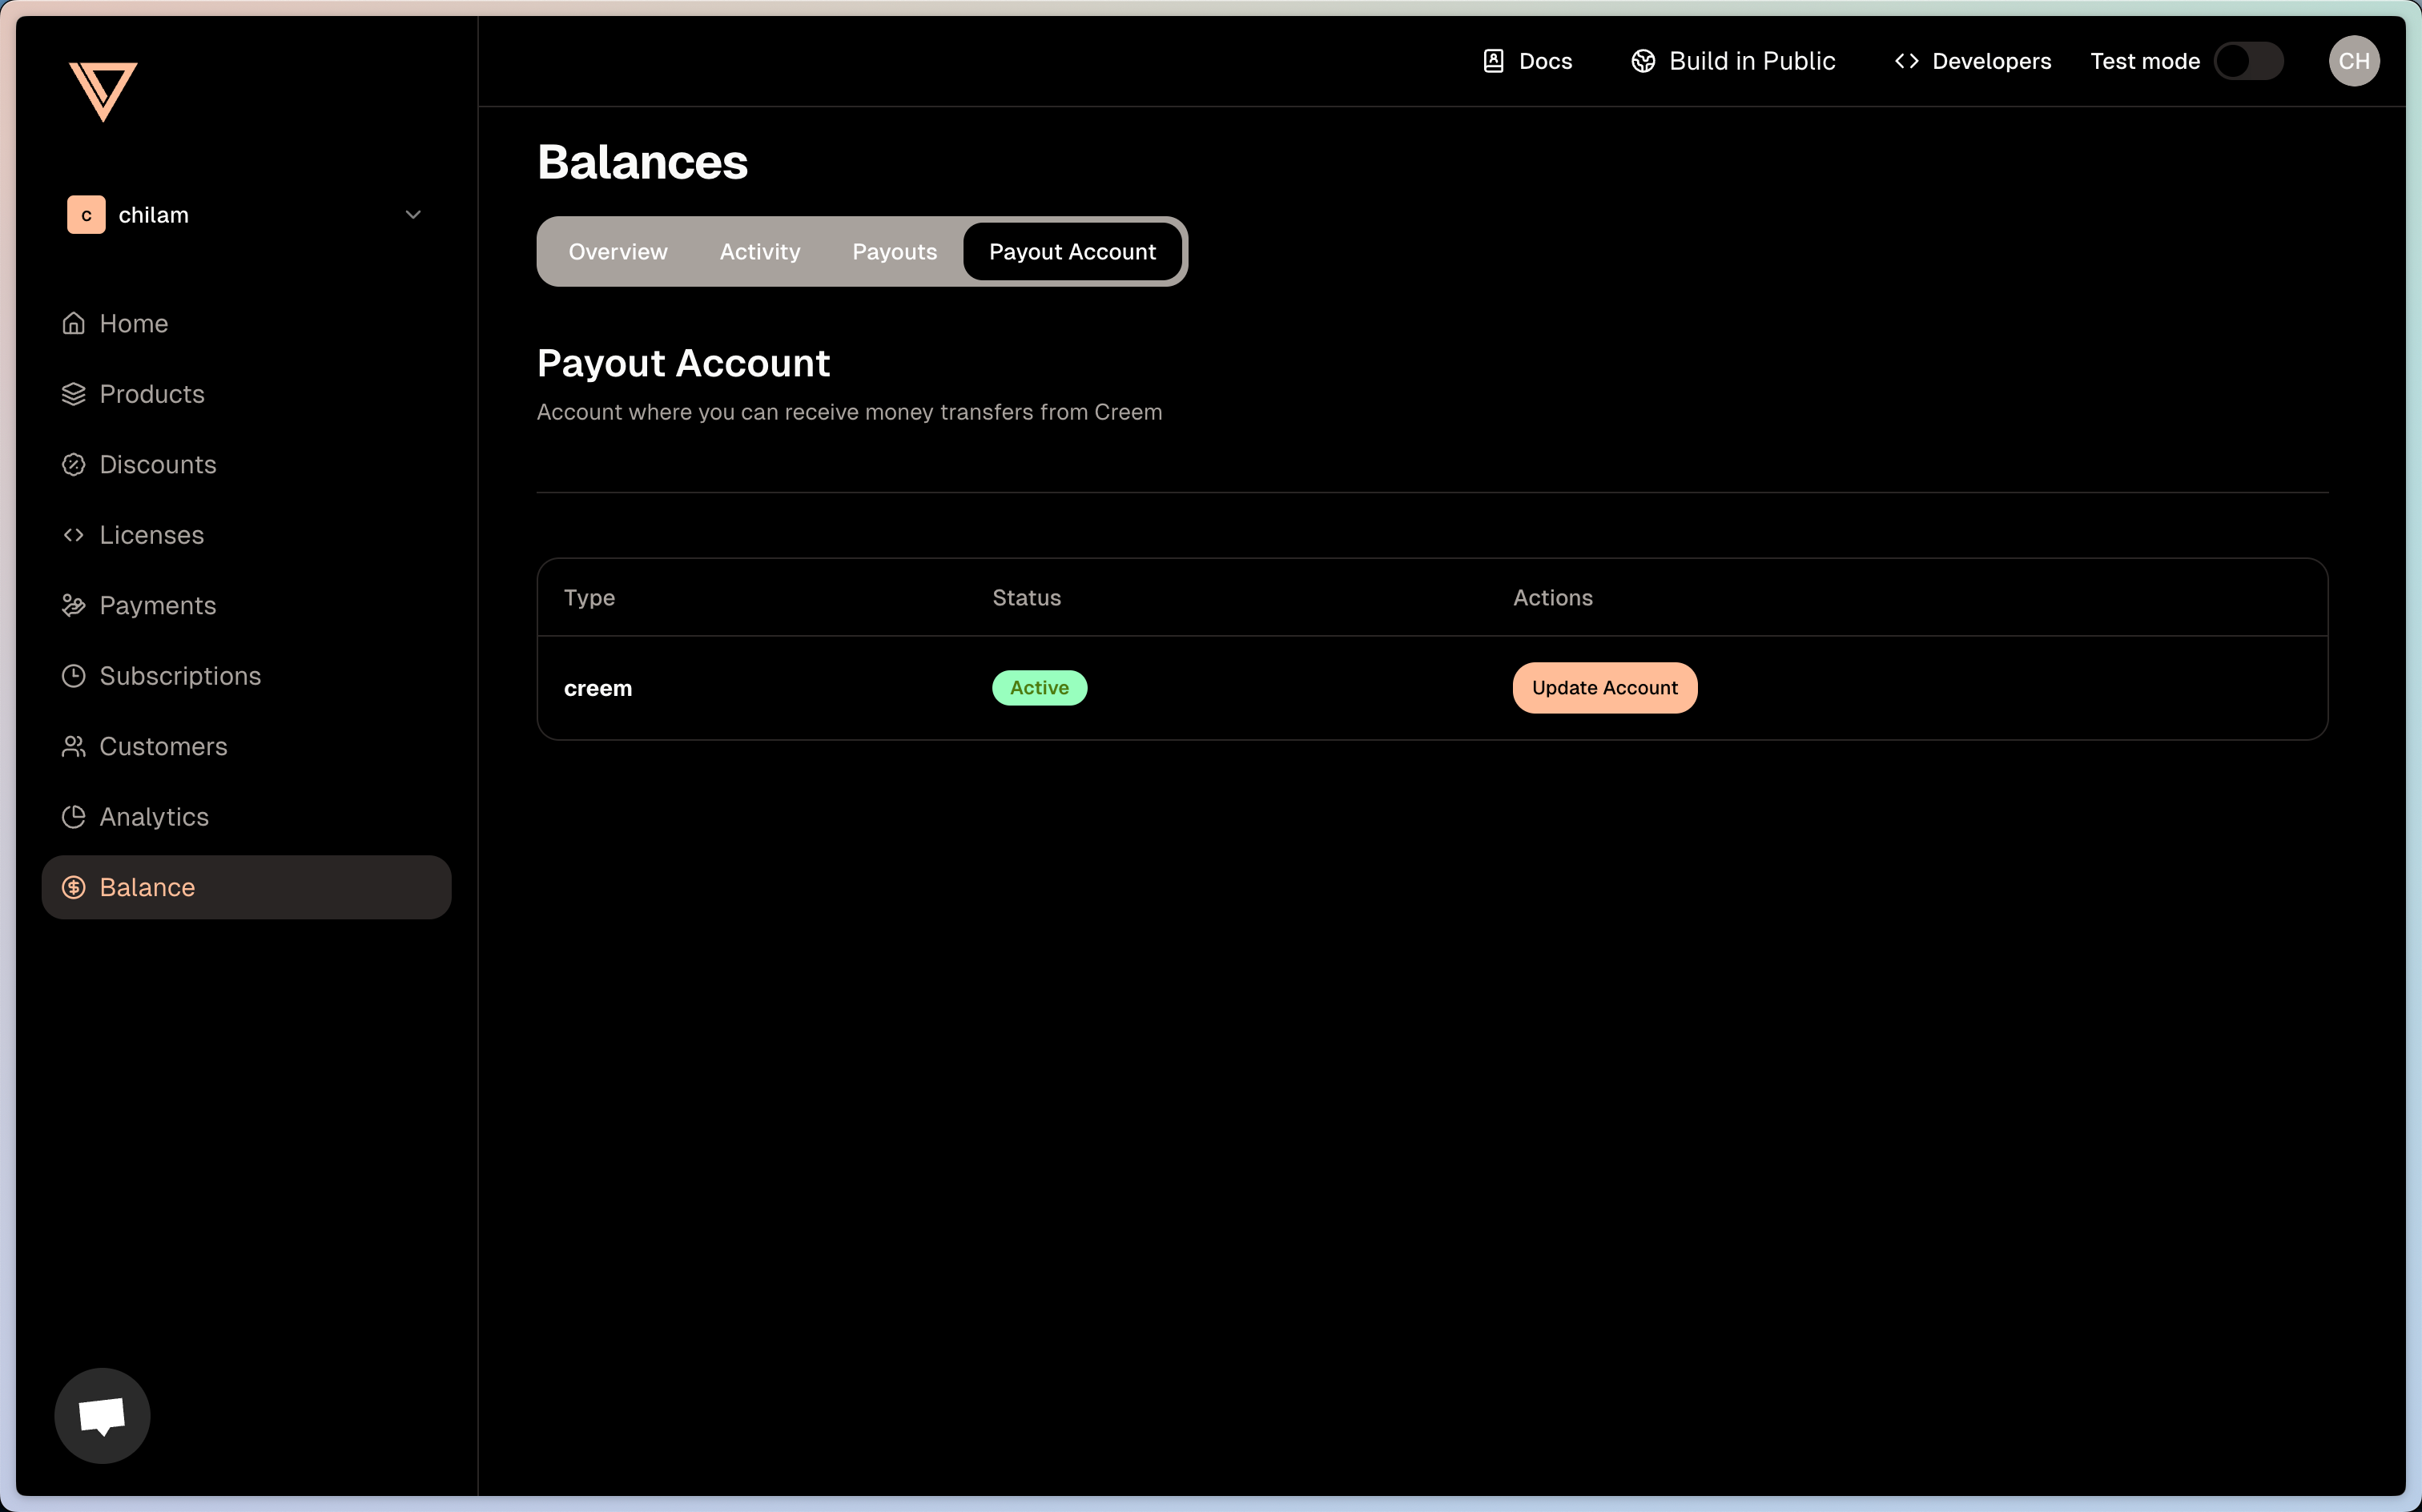 Docs
Build in Public
Developers
Test mode
CH
c
chilam
Home
Products
Discounts
Licenses
Payments
Subscriptions
Customers
Analytics
Balance
Balances
Overview Activity Payouts Payout Account
Payout Account
Account where you can receive money transfers from Creem
Type Status Actions
creem Active Update Account